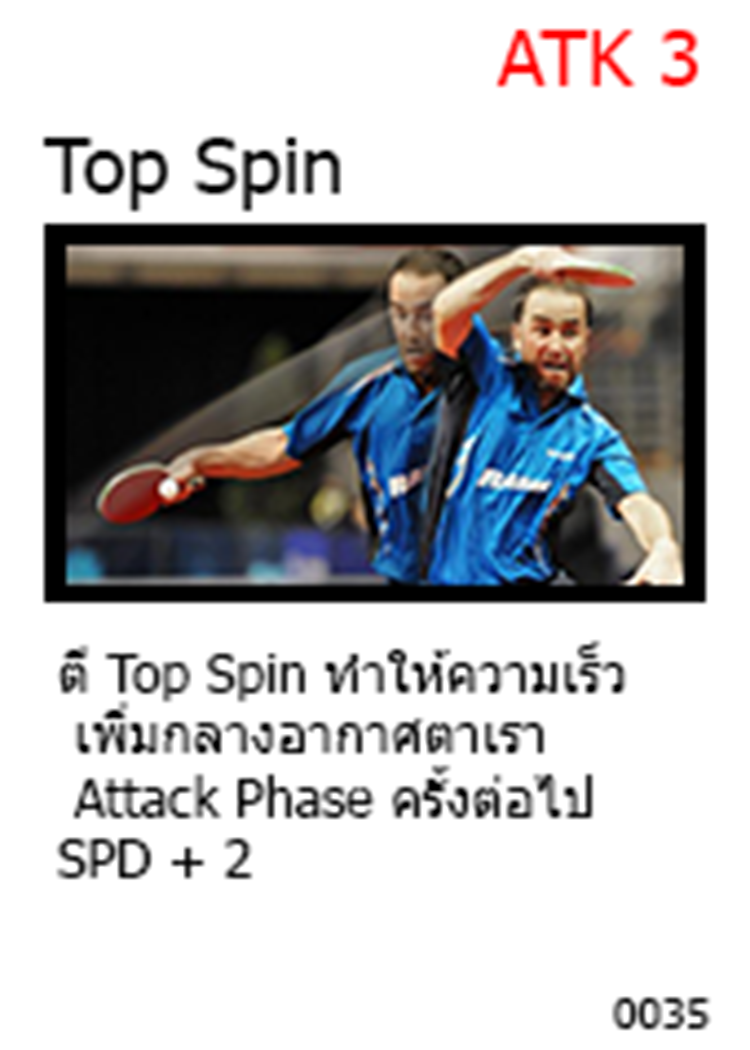 ATK 3
Top Spin
ตี Top Spin ทำให้ความเร็ว
เพิ่มกลางอากาศตาเรา
Attack Phase ครั้งต่อไป
SPD + 2
0035